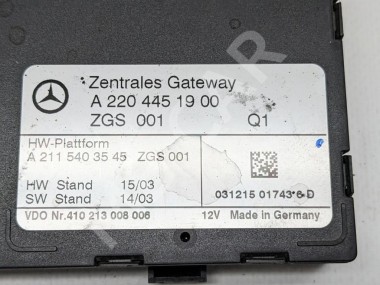 Zentrales Gateway
A 220 445 19 00
ZGS 001 Q1
HW-Plattform
A 211 540 35 45 ZGS 001
HW Stand 15/03
SW Stand 14/03
031215 01743*6-D
VDO Nr.410 213 008 006 12V Made in Germany